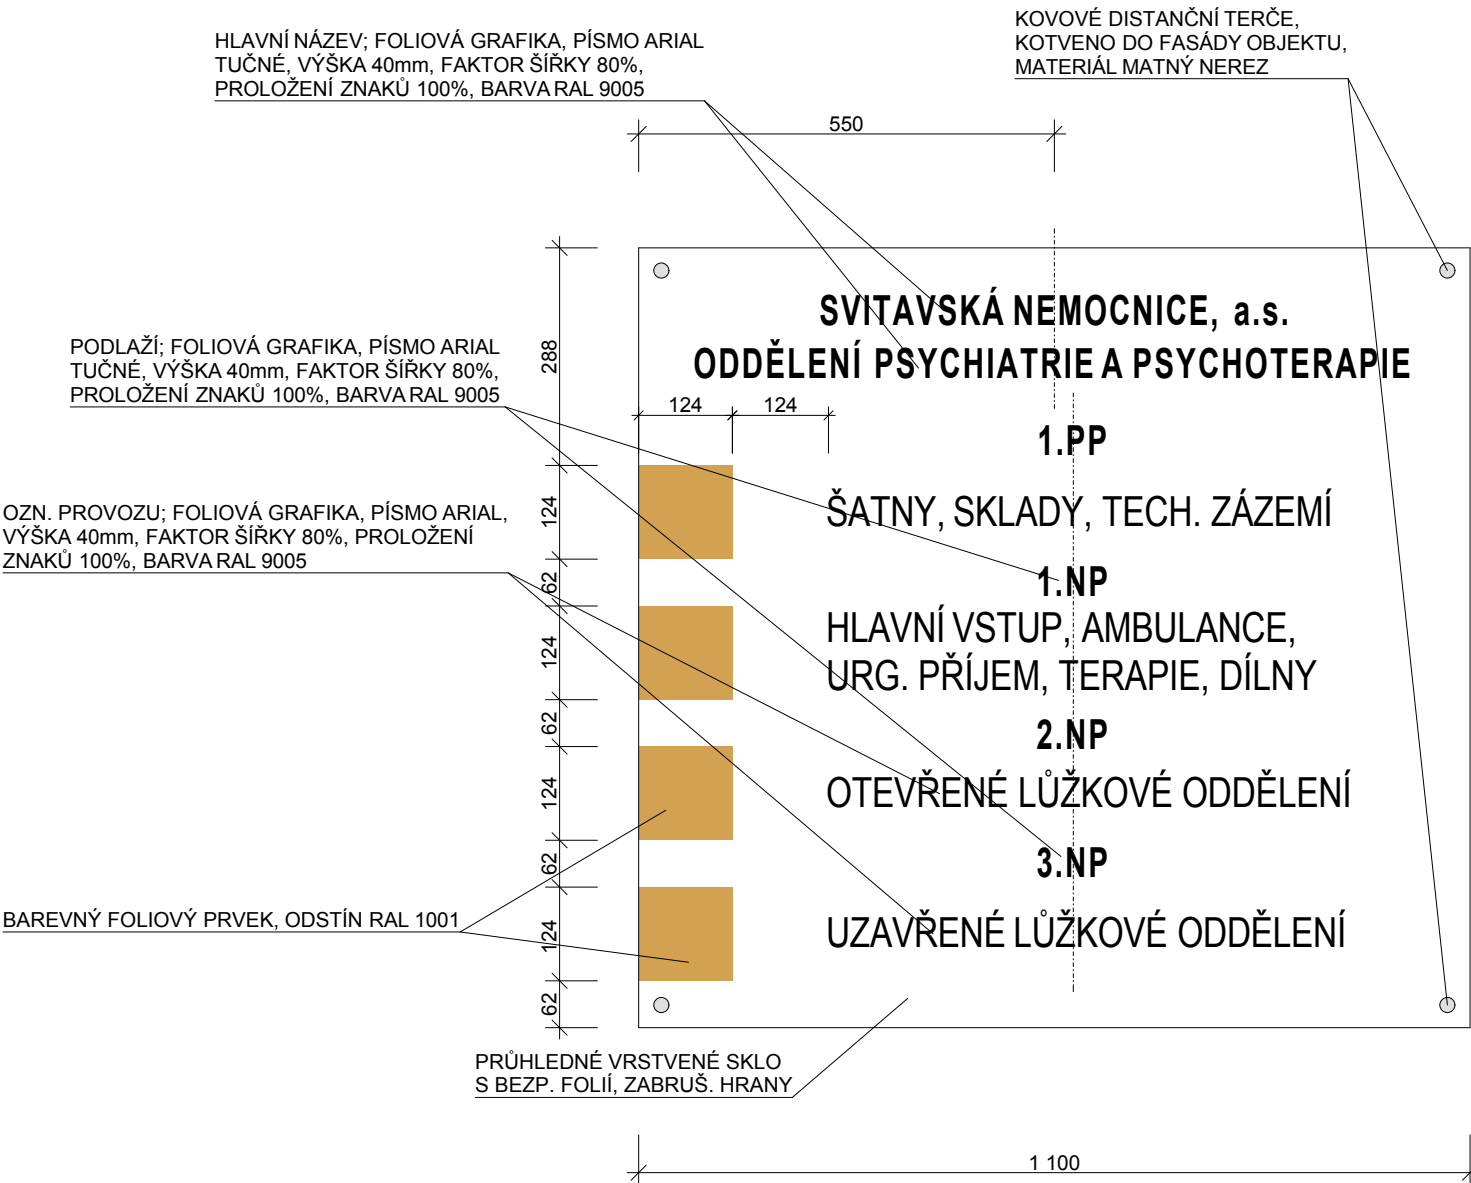 HLAVNÍ NÁZEV; FOLIOVÁ GRAFIKA, PÍSMO ARIAL
TUČNÉ, VÝŠKA 40mm, FAKTOR ŠÍŘKY 80%,
PROLOŽENÍ ZNAKŮ 100%, BARVA RAL 9005
KOVOVÉ DISTANČNÍ TERČE,
KOTVENO DO FASÁDY OBJEKTU,
MATERIÁL MATNÝ NEREZ
550
SVITAVSKÁ NEMOCNICE, a.s.
ODDĚLENÍ PSYCHIATRIE A PSYCHOTERAPIE
288
PODLAŽÍ; FOLIOVÁ GRAFIKA, PÍSMO ARIAL
TUČNÉ, VÝŠKA 40mm, FAKTOR ŠÍŘKY 80%,
PROLOŽENÍ ZNAKŮ 100%, BARVA RAL 9005
124 124
1.PP
ŠATNY, SKLADY, TECH. ZÁZEMÍ
124
OZN. PROVOZU; FOLIOVÁ GRAFIKA, PÍSMO ARIAL,
VÝŠKA 40mm, FAKTOR ŠÍŘKY 80%, PROLOŽENÍ
ZNAKŮ 100%, BARVA RAL 9005
62
1.NP
HLAVNÍ VSTUP, AMBULANCE,
URG. PŘÍJEM, TERAPIE, DÍLNY
124
62
2.NP
OTEVŘENÉ LŮŽKOVÉ ODDĚLENÍ
124
62
3.NP
UZAVŘENÉ LŮŽKOVÉ ODDĚLENÍ
124
BAREVNÝ FOLIOVÝ PRVEK, ODSTÍN RAL 1001
62
PRŮHLEDNÉ VRSTVENÉ SKLO
S BEZP. FOLIÍ, ZABRUŠ. HRANY
1 100